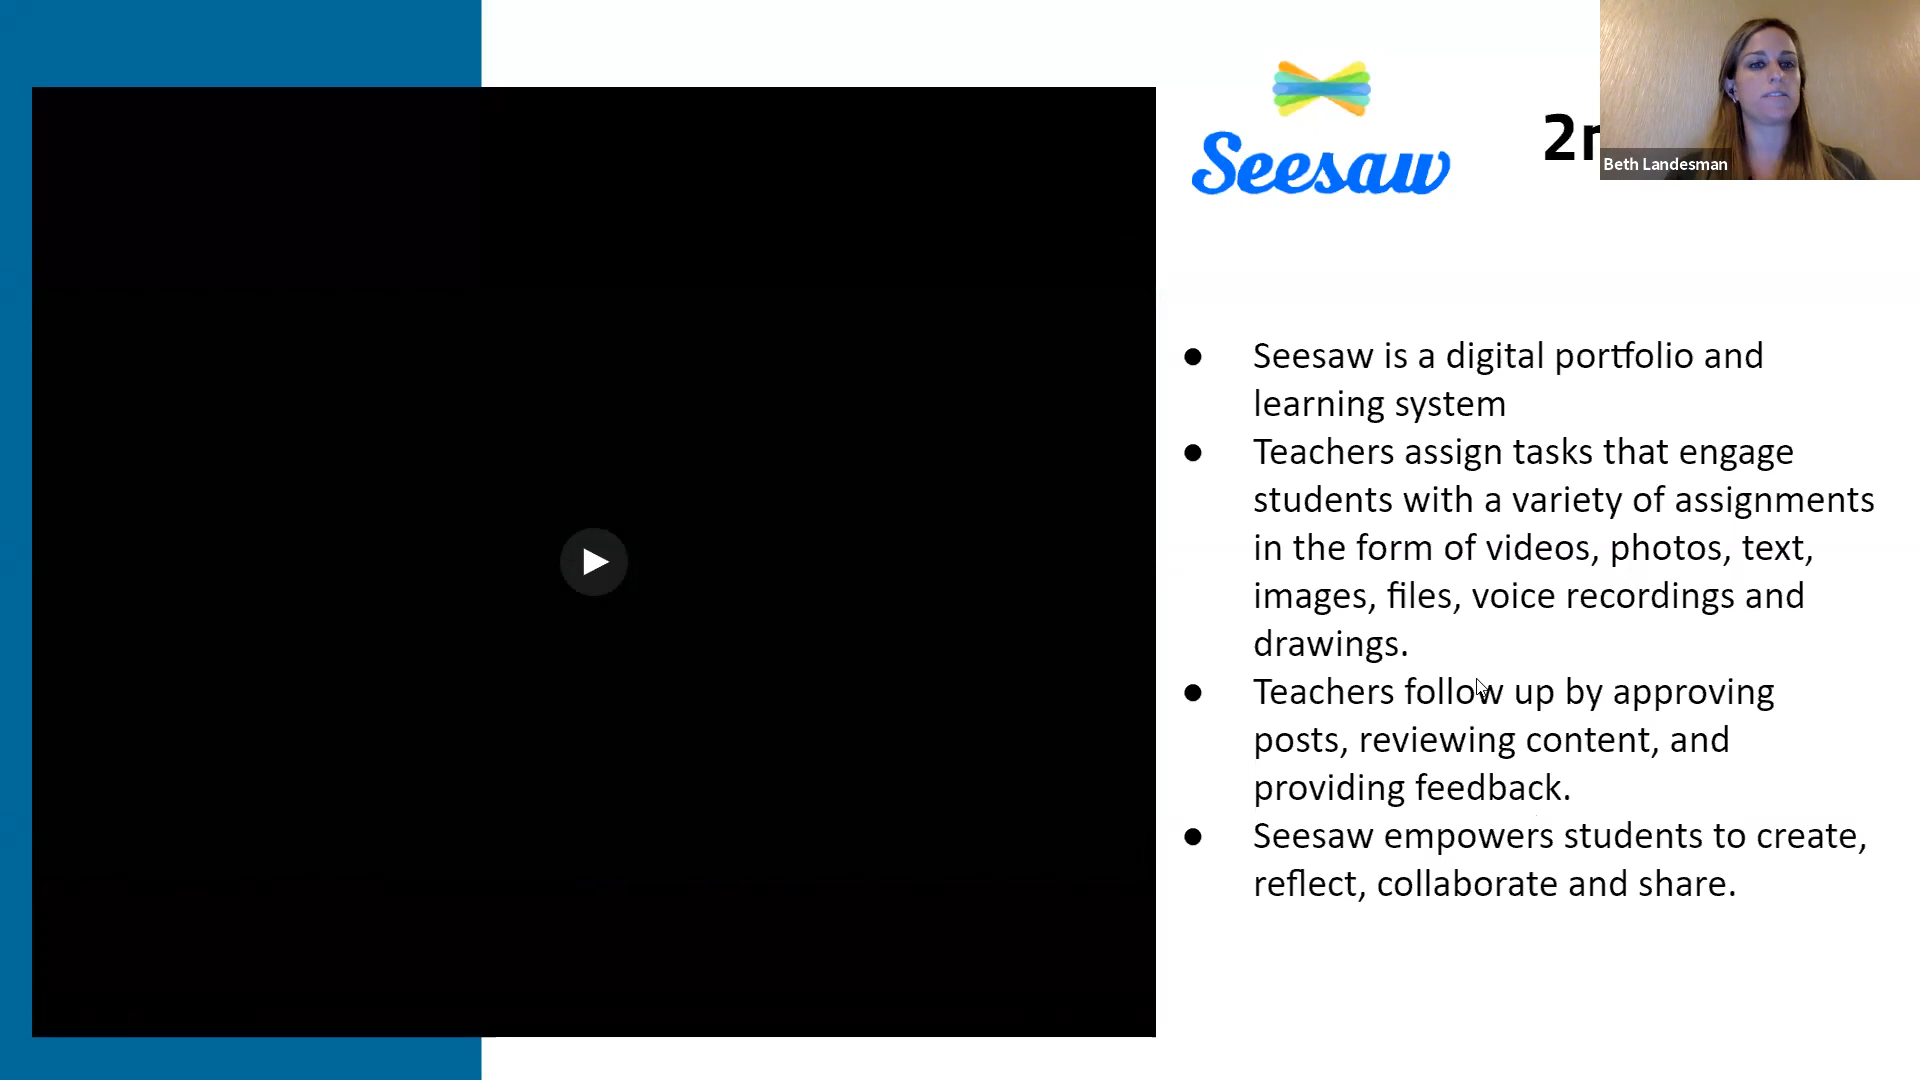 Seesaw
Beth Landesman
● Seesaw is a digital portfolio and
learning system
● Teachers assign tasks that engage
students with a variety of assignments
in the form of videos, photos, text,
images, files, voice recordings and
drawings.
● Teachers follow up by approving
posts, reviewing content, and
providing feedback.
● Seesaw empowers students to create,
reflect, collaborate and share.